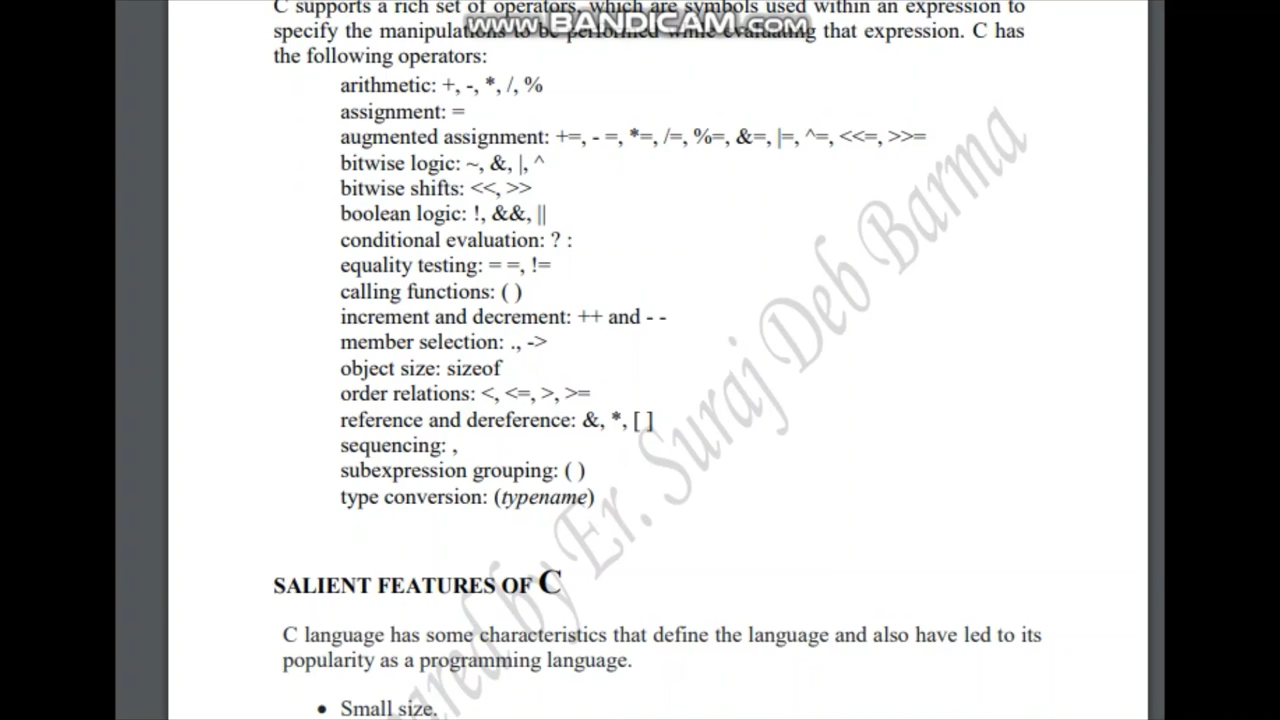 C supports a rich set of operators, which are symbols used within an expression to
www.BANDICAM.com
specify the manipulations to be performed while evaluating that expression. C has
the following operators:
arithmetic: +, -, *, /, %
assignment: =
augmented assignment: +=, - =, *=, /=, %=, &=, |=, ^=, <<=, >>=
bitwise logic: ~, &, |, ^
bitwise shifts: <<, >>
boolean logic: !, &&, ||
conditional evaluation: ? :
equality testing: = =, !=
calling functions: ( )
increment and decrement: ++ and - -
member selection: ., ->
object size: sizeof
order relations: <, <=, >, >=
reference and dereference: &, *, [ ]
sequencing: ,
subexpression grouping: ( )
type conversion: (typename)
SALIENT FEATURES OF C
C language has some characteristics that define the language and also have led to its
popularity as a programming language.
• Small size.
ared by Er. Suraj Deb Barma